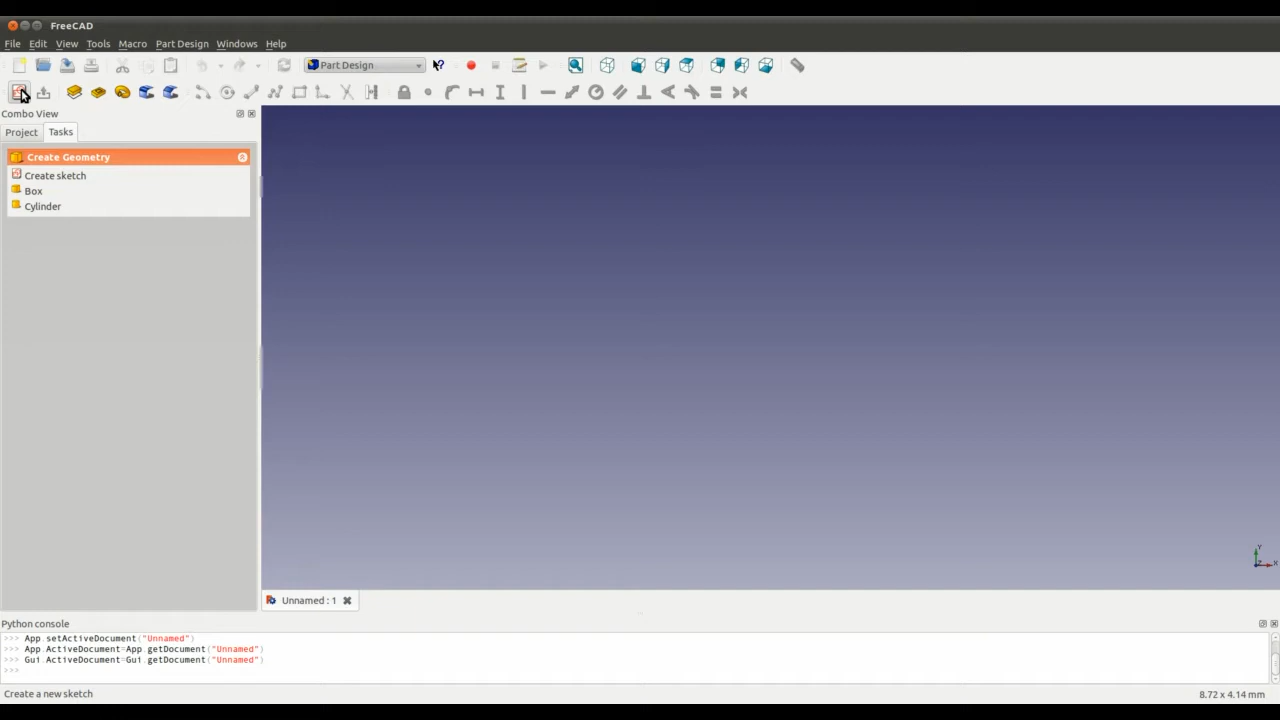 FreeCAD
File Edit View Tools Macro Part Design Windows Help
Part Design
Combo View
Project Tasks
Create Geometry
Create sketch
Box
Cylinder
Y
X
Unnamed : 1
Python console
>>> App.setActiveDocument("Unnamed")
>>> App.ActiveDocument=App.getDocument("Unnamed")
>>> Gui.ActiveDocument=Gui.getDocument("Unnamed")
>>>
Create a new sketch 8.72 x 4.14 mm